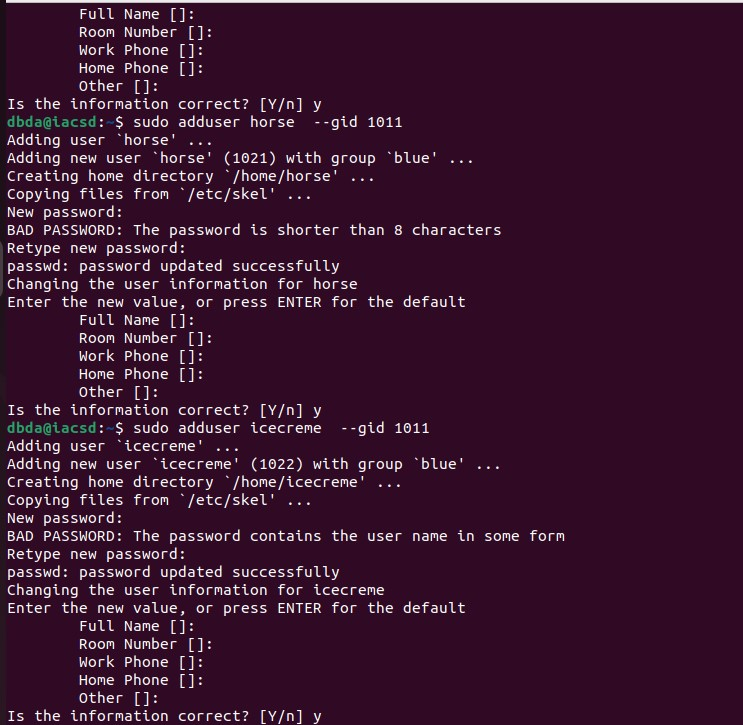 Full Name []:
Room Number []:
Work Phone []:
Home Phone []:
Other []:
Is the information correct? [Y/n] y
dbda@iacsd:~$ sudo adduser horse  --gid 1011
Adding user `horse' ...
Adding new user `horse' (1021) with group `blue' ...
Creating home directory `/home/horse' ...
Copying files from `/etc/skel' ...
New password:
BAD PASSWORD: The password is shorter than 8 characters
Retype new password:
passwd: password updated successfully
Changing the user information for horse
Enter the new value, or press ENTER for the default
Full Name []:
Room Number []:
Work Phone []:
Home Phone []:
Other []:
Is the information correct? [Y/n] y
dbda@iacsd:~$ sudo adduser icecreme  --gid 1011
Adding user `icecreme' ...
Adding new user `icecreme' (1022) with group `blue' ...
Creating home directory `/home/icecreme' ...
Copying files from `/etc/skel' ...
New password:
BAD PASSWORD: The password contains the user name in some form
Retype new password:
passwd: password updated successfully
Changing the user information for icecreme
Enter the new value, or press ENTER for the default
Full Name []:
Room Number []:
Work Phone []:
Home Phone []:
Other []:
Is the information correct? [Y/n] y